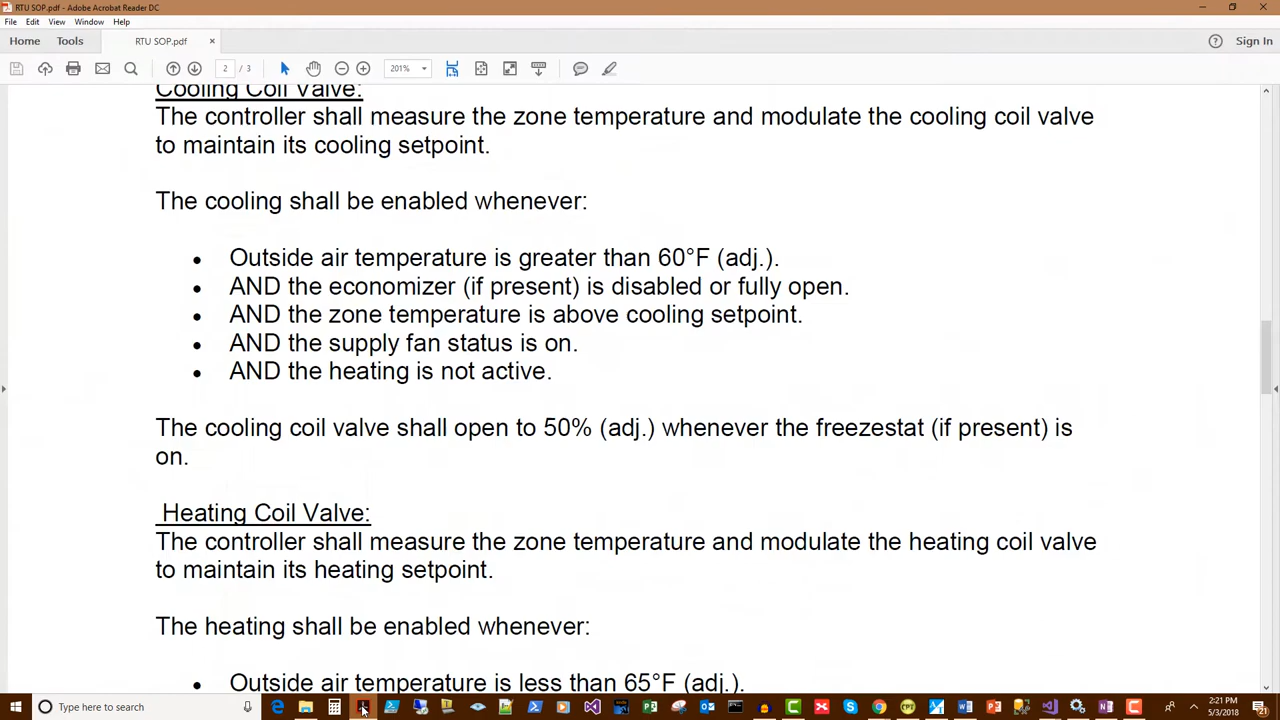 RTU SOP.pdf - Adobe Acrobat Reader DC
File Edit View Window Help
Home Tools RTU SOP.pdf × Sign In
2 / 3 201%
Cooling Coil Valve:
The controller shall measure the zone temperature and modulate the cooling coil valve
to maintain its cooling setpoint.
The cooling shall be enabled whenever:
• Outside air temperature is greater than 60°F (adj.).
• AND the economizer (if present) is disabled or fully open.
• AND the zone temperature is above cooling setpoint.
• AND the supply fan status is on.
• AND the heating is not active.
The cooling coil valve shall open to 50% (adj.) whenever the freezestat (if present) is
on.
Heating Coil Valve:
The controller shall measure the zone temperature and modulate the heating coil valve
to maintain its heating setpoint.
The heating shall be enabled whenever:
• Outside air temperature is less than 65°F (adj.).
Type here to search
2:21 PM
5/3/2018